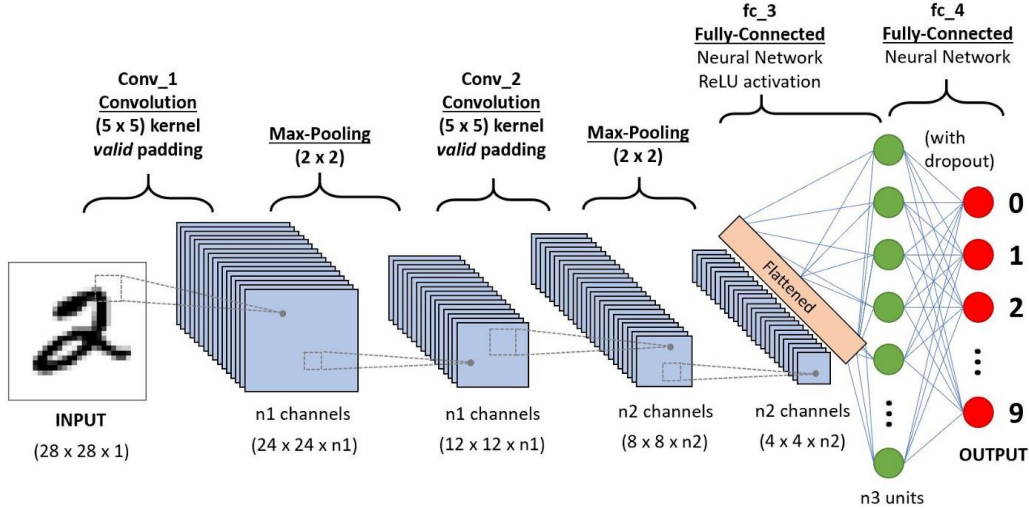 Conv_1
Convolution
(5 x 5) kernel
valid padding
Max-Pooling
(2 x 2)
Conv_2
Convolution
(5 x 5) kernel
valid padding
Max-Pooling
(2 x 2)
fc_3
Fully-Connected
Neural Network
ReLU activation
fc_4
Fully-Connected
Neural Network
(with
dropout)
2
INPUT
(28 x 28 x 1)
n1 channels
(24 x 24 x n1)
n1 channels
(12 x 12 x n1)
n2 channels
(8 x 8 x n2)
n2 channels
(4 x 4 x n2)
Flattened
n3 units
0
1
2
9
OUTPUT